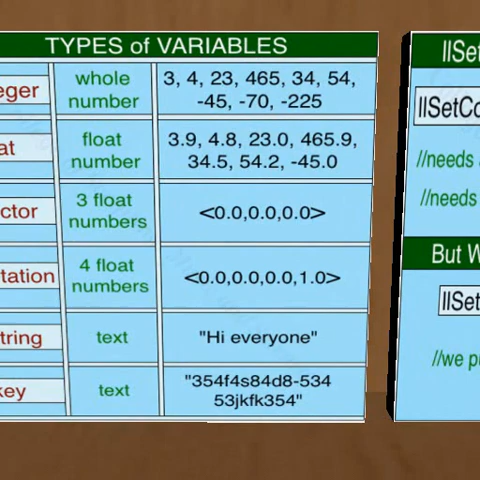 TYPES of VARIABLES
eger
whole number
3, 4, 23, 465, 34, 54,
-45, -70, -225
at
float number
3.9, 4.8, 23.0, 465.9,
34.5, 54.2, -45.0
ctor
3 float numbers
<0.0,0.0,0.0>
tation
4 float numbers
<0.0,0.0,0.0,1.0>
tring
text
"Hi everyone"
key
text
"354f4s84d8-534
53jkfk354"
llSet
llSetCo
//needs
//needs
But W
llSet
//we pu